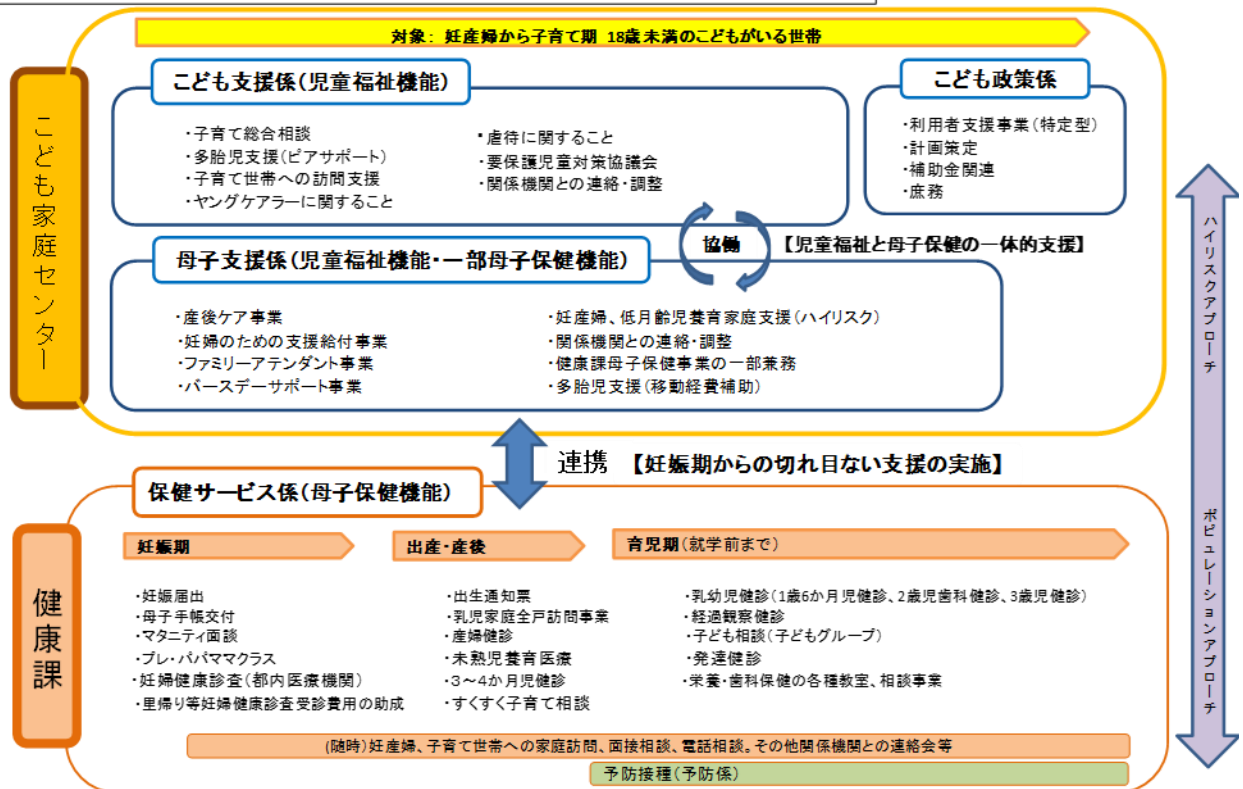 対象： 妊産婦から子育て期 18歳未満のこどもがいる世帯
こども家庭センター
こども支援係(児童福祉機能)
・子育て総合相談
・多胎児支援(ピアサポート)
・子育て世帯への訪問支援
・ヤングケアラーに関すること
・虐待に関すること
・要保護児童対策協議会
・関係機関との連絡・調整
こども政策係
・利用者支援事業(特定型)
・計画策定
・補助金関連
・庶務
協働
【児童福祉と母子保健の一体的支援】
母子支援係(児童福祉機能・一部母子保健機能)
・産後ケア事業
・妊婦のための支援給付事業
・ファミリーアテンダント事業
・バースデーサポート事業
・妊産婦、低月齢児養育家庭支援(ハイリスク)
・関係機関との連絡・調整
・健康課母子保健事業の一部兼務
・多胎児支援(移動経費補助)
ハイリスクアプローチ
ポピュレーションアプローチ
連携 【妊娠期からの切れ目ない支援の実施】
健康課
保健サービス係(母子保健機能)
妊娠期
・妊娠届出
・母子手帳交付
・マタニティ面談
・プレ・パパママクラス
・妊婦健康診査(都内医療機関)
・里帰り等妊婦健康診査受診費用の助成
出産・産後
・出生通知票
・乳児家庭全戸訪問事業
・産婦健診
・未熟児養育医療
・3～4か月児健診
・すくすく子育て相談
育児期(就学前まで)
・乳幼児健診(1歳6か月児健診、2歳児歯科健診、3歳児健診)
・経過観察健診
・子ども相談(子どもグループ)
・発達健診
・栄養・歯科保健の各種教室、相談事業
(随時)妊産婦、子育て世帯への家庭訪問、面接相談、電話相談。その他関係機関との連絡会等
予防接種(予防係)